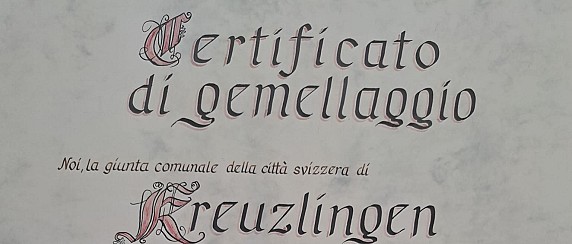 Certificato
di gemellaggio
Noi, la giunta comunale della città svizzera di
Kreuzlingen